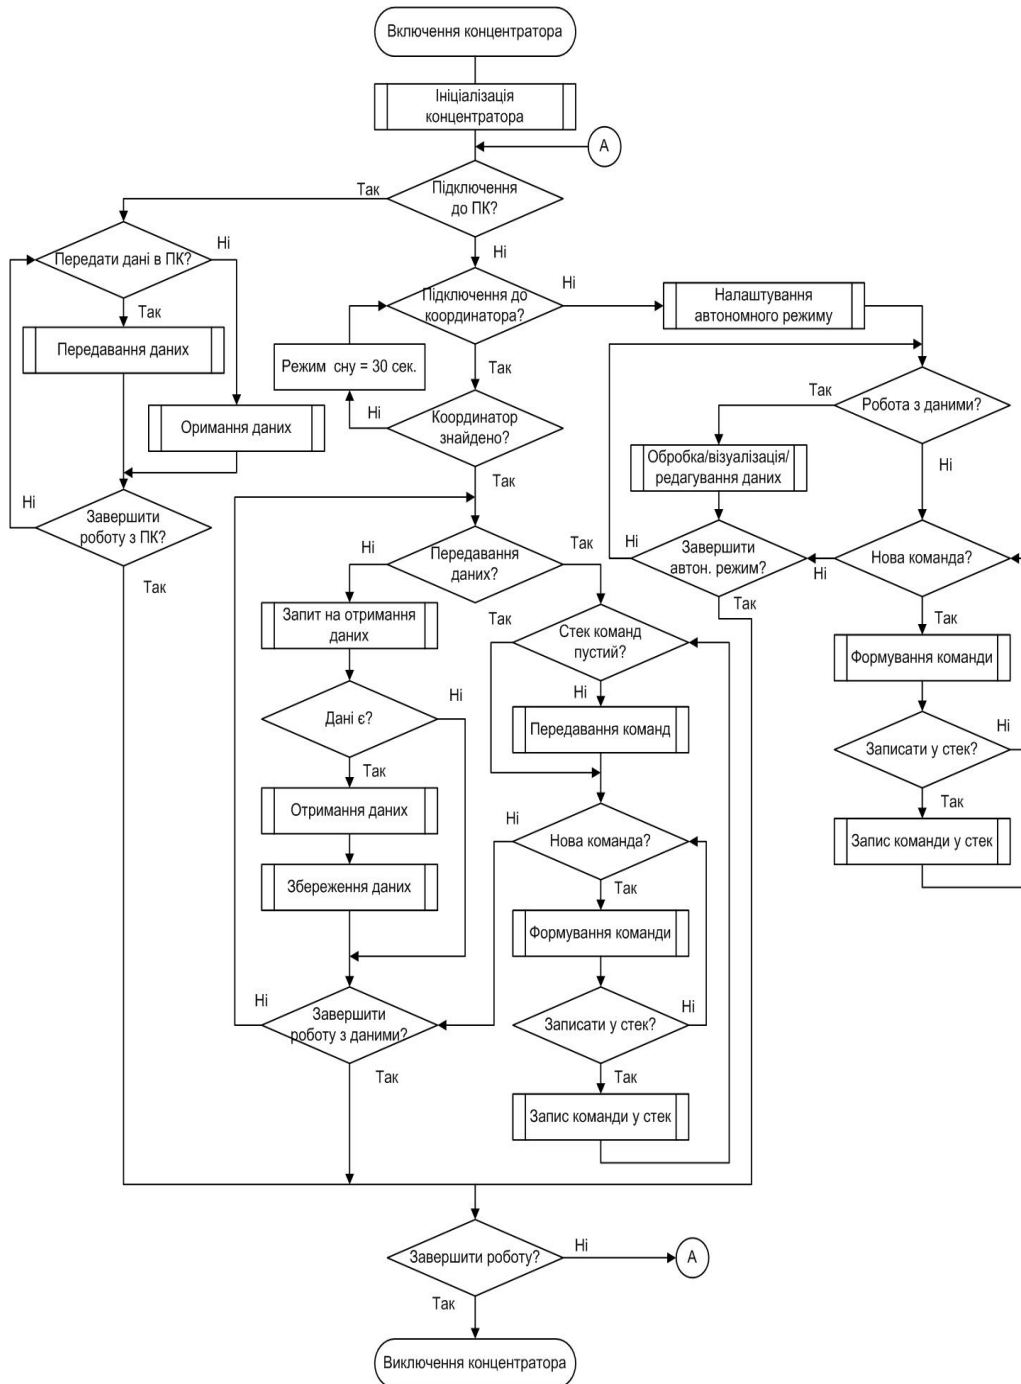 Включення концентратора
Ініціалізація
концентратора
А
Так
Підключення
до ПК?
Ні
Передати дані в ПК?
Ні
Так
Передавання даних
Оримання даних
Ні
Завершити
роботу з ПК?
Так
Підключення до
координатора?
Ні
Так
Режим сну = 30 сек.
Ні
Координатор
знайдено?
Так
Налаштування
автономного режиму
Так
Робота з даними?
Ні
Обробка/візуалізація/
редагування даних
Ні
Завершити
автон. режим?
Так
Ні
Нова команда?
Так
Формування команди
Записати у стек?
Ні
Так
Запис команди у стек
Ні
Передавання
даних?
Так
Запит на отримання
даних
Дані є?
Ні
Так
Отримання даних
Збереження даних
Ні
Завершити
роботу з даними?
Так
Так
Стек команд
пустий?
Ні
Передавання команд
Ні
Нова команда?
Так
Формування команди
Записати у стек?
Ні
Так
Запис команди у стек
Завершити роботу?
Ні
А
Так
Виключення концентратора